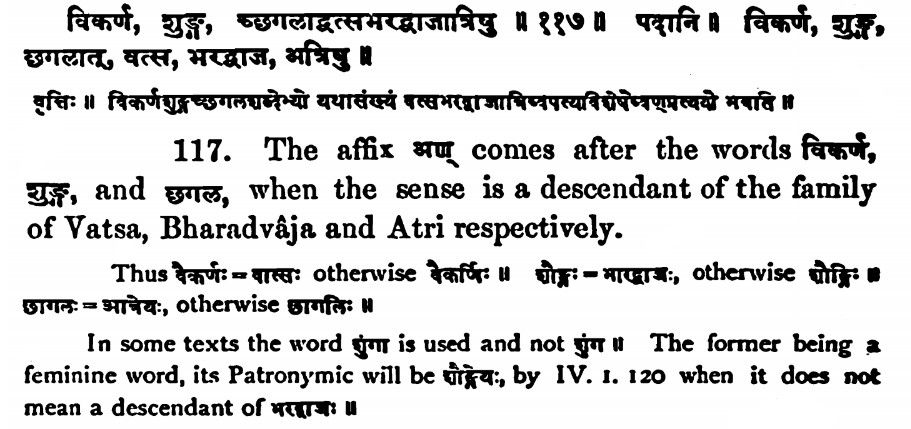 विकर्ण, शुङ्ग, च्छगलाद्वत्सभरद्वाजात्रिषु ॥ ११७ ॥ पदानि ॥ विकर्ण, शुङ्ग,
छगलात्, वत्स, भरद्वाज, अत्रिषु ॥
वृत्तिः ॥ विकर्णशुङ्गच्छगलशब्देभ्यो यथासंख्यं वत्सभरद्वाजात्रिष्वपत्यविशेषेष्वण्प्रत्ययो भवति ॥
117. The affix अण् comes after the words विकर्ण,
शुङ्ग, and छगल, when the sense is a descendant of the family
of Vatsa, Bharadvâja and Atri respectively.
Thus वैकर्णः = वात्सः otherwise वैकर्णिः ॥ शौङ्गः = भारद्वाजः, otherwise शौङ्गिः ॥
छागलः = आत्रेयः, otherwise छागलिः ॥
In some texts the word शुंगा is used and not शुंग ॥ The former being a
feminine word, its Patronymic will be शौङ्गेयः, by IV. 1. 120 when it does not
mean a descendant of भरद्वाजः ॥